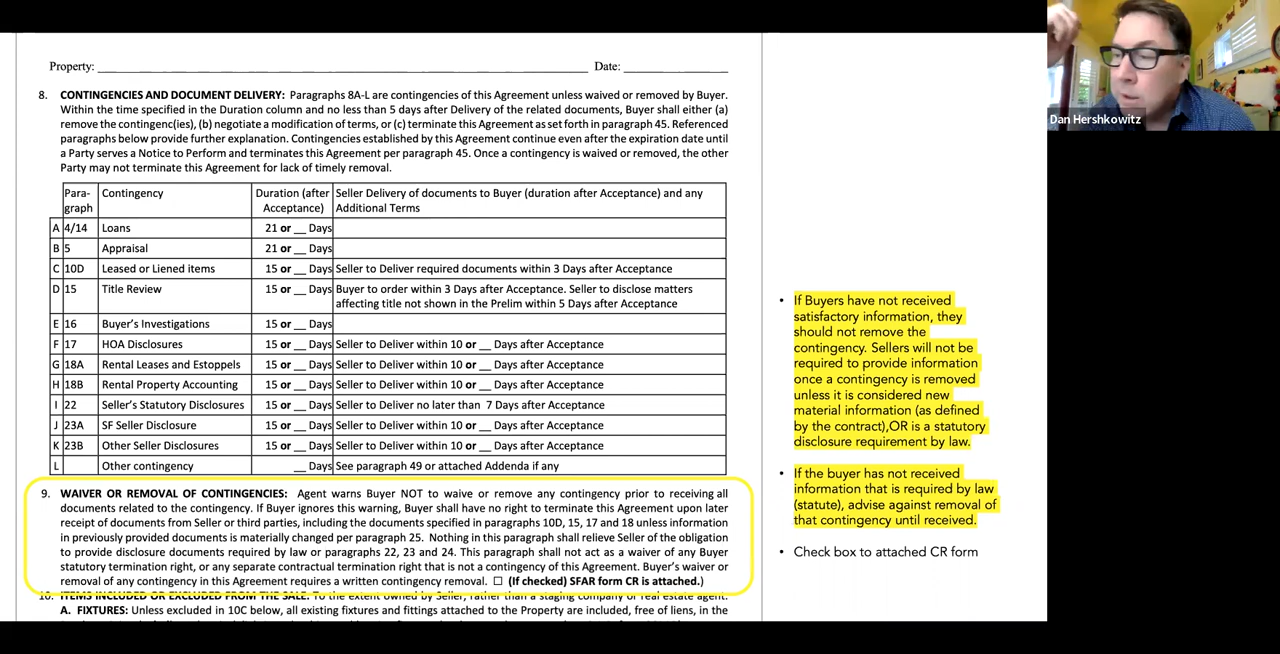 Property: ______ Date: ______
8. CONTINGENCIES AND DOCUMENT DELIVERY: Paragraphs 8A-L are contingencies of this Agreement unless waived or removed by Buyer.
Within the time specified in the Duration column and no less than 5 days after Delivery of the related documents, Buyer shall either (a)
remove the contingenc(ies), (b) negotiate a modification of terms, or (c) terminate this Agreement as set forth in paragraph 45. Referenced
paragraphs below provide further explanation. Contingencies established by this Agreement continue even after the expiration date until
a Party serves a Notice to Perform and terminates this Agreement per paragraph 45. Once a contingency is waived or removed, the other
Party may not terminate this Agreement for lack of timely removal.
Para- Contingency Duration (after Seller Delivery of documents to Buyer (duration after Acceptance) and any
graph Acceptance) Additional Terms
A 4/14 Loans 21 or __ Days
B 5 Appraisal 21 or __ Days
C 10D Leased or Liened items 15 or __ Days Seller to Deliver required documents within 3 Days after Acceptance
D 15 Title Review 15 or __ Days Buyer to order within 3 Days after Acceptance. Seller to disclose matters
affecting title not shown in the Prelim within 5 Days after Acceptance
E 16 Buyer's Investigations 15 or __ Days
F 17 HOA Disclosures 15 or __ Days Seller to Deliver within 10 or __ Days after Acceptance
G 18A Rental Leases and Estoppels 15 or __ Days Seller to Deliver within 10 or __ Days after Acceptance
H 18B Rental Property Accounting 15 or __ Days Seller to Deliver within 10 or __ Days after Acceptance
I 22 Seller's Statutory Disclosures 15 or __ Days Seller to Deliver no later than 7 Days after Acceptance
J 23A SF Seller Disclosure 15 or __ Days Seller to Deliver within 10 or __ Days after Acceptance
K 23B Other Seller Disclosures 15 or __ Days Seller to Deliver within 10 or __ Days after Acceptance
L Other contingency __ Days See paragraph 49 or attached Addenda if any
9. WAIVER OR REMOVAL OF CONTINGENCIES: Agent warns Buyer NOT to waive or remove any contingency prior to receiving all
documents related to the contingency. If Buyer ignores this warning, Buyer shall have no right to terminate this Agreement upon later
receipt of documents from Seller or third parties, including the documents specified in paragraphs 10D, 15, 17 and 18 unless information
in previously provided documents is materially changed per paragraph 25. Nothing in this paragraph shall relieve Seller of the obligation
to provide disclosure documents required by law or paragraphs 22, 23 and 24. This paragraph shall not act as a waiver of any Buyer
statutory termination right, or any separate contractual termination right that is not a contingency of this Agreement. Buyer's waiver or
removal of any contingency in this Agreement requires a written contingency removal. ☐ (If checked) SFAR form CR is attached.)
10. ITEMS INCLUDED OR EXCLUDED FROM THE SALE: To the extent owned by Seller, rather than a staging company or real estate agent:
A. FIXTURES: Unless excluded in 10C below, all existing fixtures and fittings attached to the Property are included, free of liens, in the
• If Buyers have not received
satisfactory information, they
should not remove the
contingency. Sellers will not be
required to provide information
once a contingency is removed
unless it is considered new
material information (as defined
by the contract),OR is a statutory
disclosure requirement by law.
• If the buyer has not received
information that is required by law
(statute), advise against removal of
that contingency until received.
• Check box to attached CR form
Dan Hershkowitz